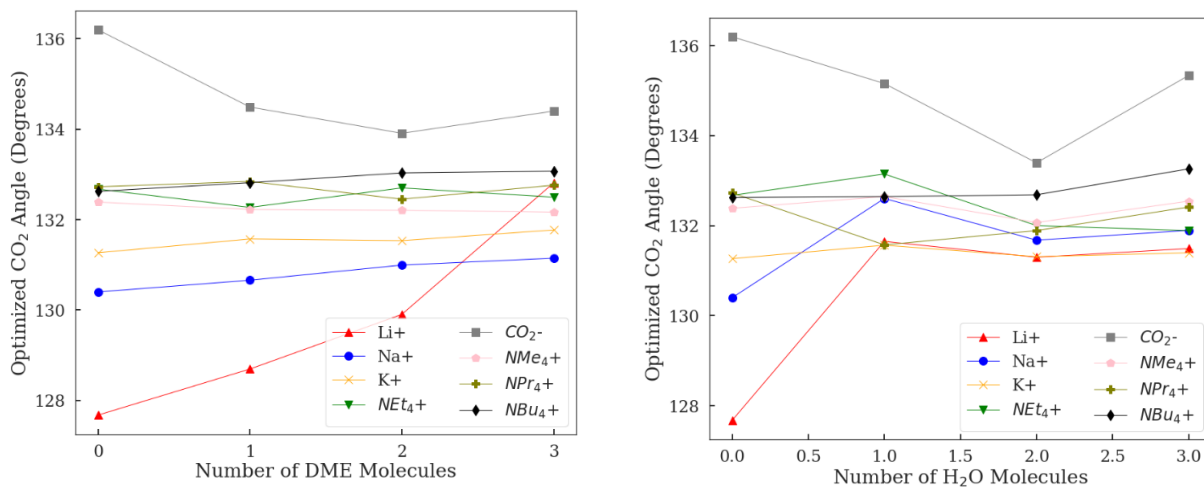 136
134
132
130
128
Optimized CO₂ Angle (Degrees)
Li+
Na+
K+
NEt₄+
CO₂-
NMe₄+
NPr₄+
NBu₄+
0 1 2 3
Number of DME Molecules
136
134
132
130
128
Optimized CO₂ Angle (Degrees)
Li+
Na+
K+
NEt₄+
CO₂-
NMe₄+
NPr₄+
NBu₄+
0.0 0.5 1.0 1.5 2.0 2.5 3.0
Number of H₂O Molecules